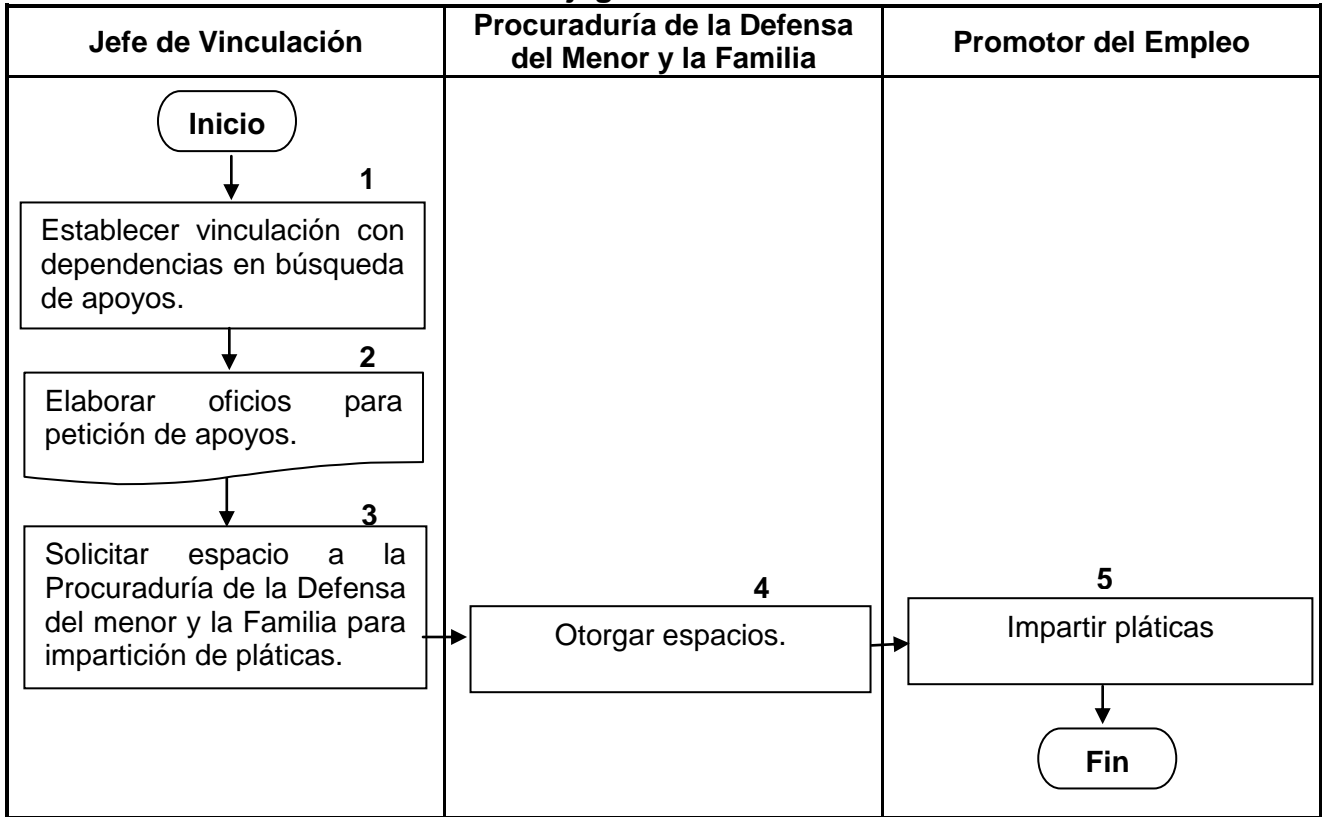 Jefe de Vinculación
Procuraduría de la Defensa
del Menor y la Familia
Promotor del Empleo
Inicio
1
Establecer vinculación con
dependencias en búsqueda
de apoyos.
2
Elaborar oficios para
petición de apoyos.
3
Solicitar espacio a la
Procuraduría de la Defensa
del menor y la Familia para
impartición de pláticas.
4
Otorgar espacios.
5
Impartir pláticas
Fin